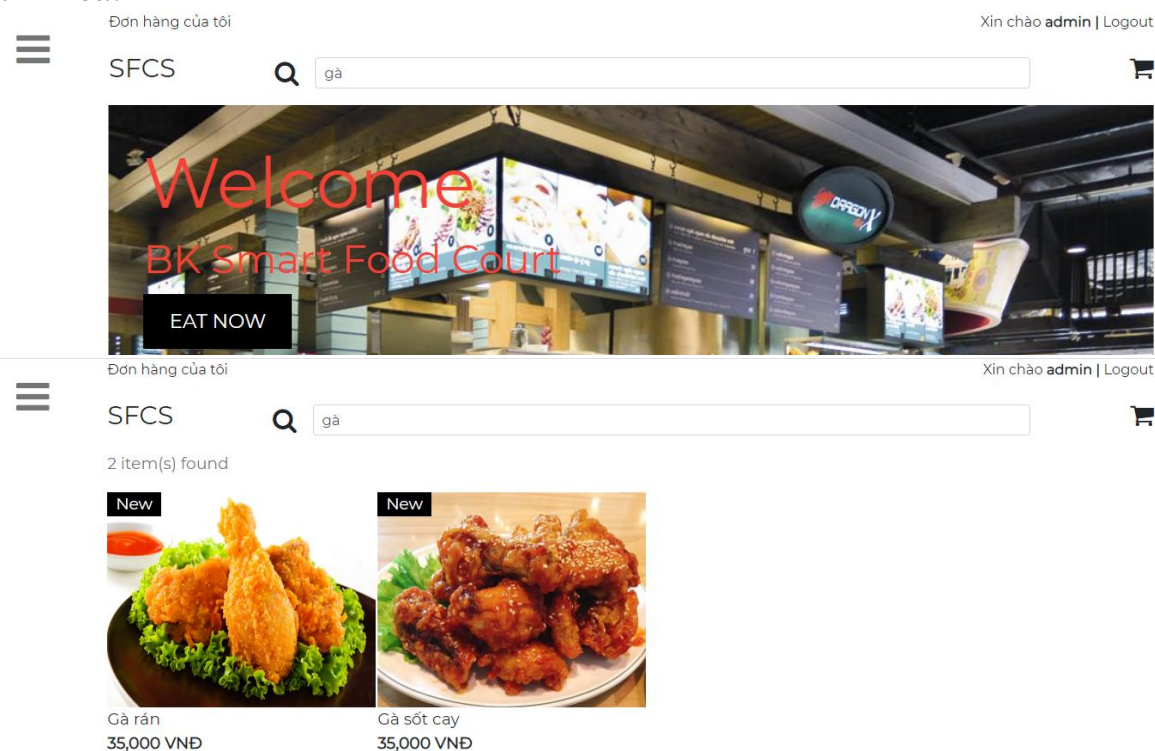 Đơn hàng của tôi
Xin chào admin | Logout
SFCS
gà
Welcome
BK Smart Food Court
DRAGON
EAT NOW
Đơn hàng của tôi
Xin chào admin | Logout
SFCS
gà
2 item(s) found
New
New
Gà rán
Gà sốt cay
35,000 VNĐ
35,000 VNĐ